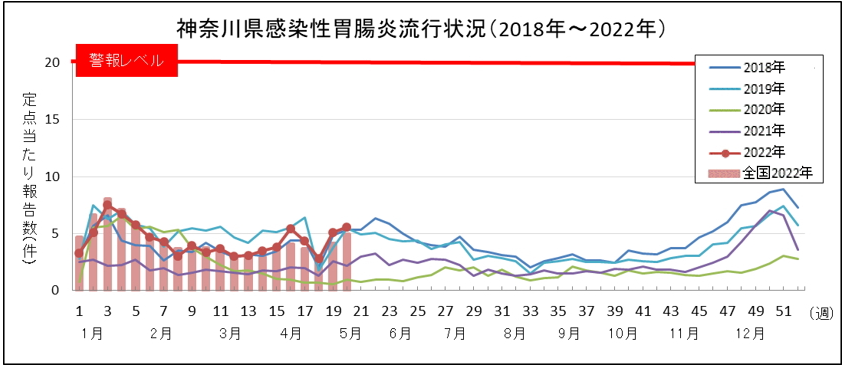 神奈川県感染性胃腸炎流行状況(2018年～2022年)
警報レベル
定点当たり報告数(件)
20
15
10
5
0
2018年
2019年
2020年
2021年
2022年
全国2022年
1 3 5 7 9 11 13 15 17 19 21 23 25 27 29 31 33 35 37 39 41 43 45 47 49 51 (週)
1月 2月 3月 4月 5月 6月 7月 8月 9月 10月 11月 12月